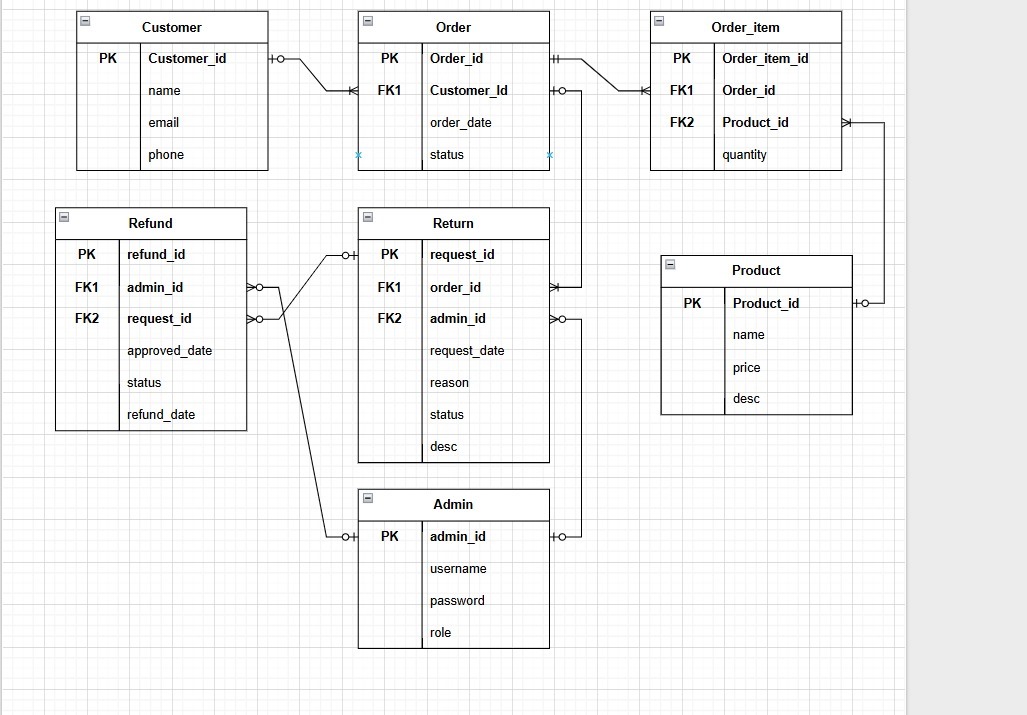 Customer
PK Customer_id
name
email
phone
Order
PK Order_id
FK1 Customer_Id
order_date
status
Order_item
PK Order_item_id
FK1 Order_id
FK2 Product_id
quantity
Refund
PK refund_id
FK1 admin_id
FK2 request_id
approved_date
status
refund_date
Return
PK request_id
FK1 order_id
FK2 admin_id
request_date
reason
status
desc
Product
PK Product_id
name
price
desc
Admin
PK admin_id
username
password
role